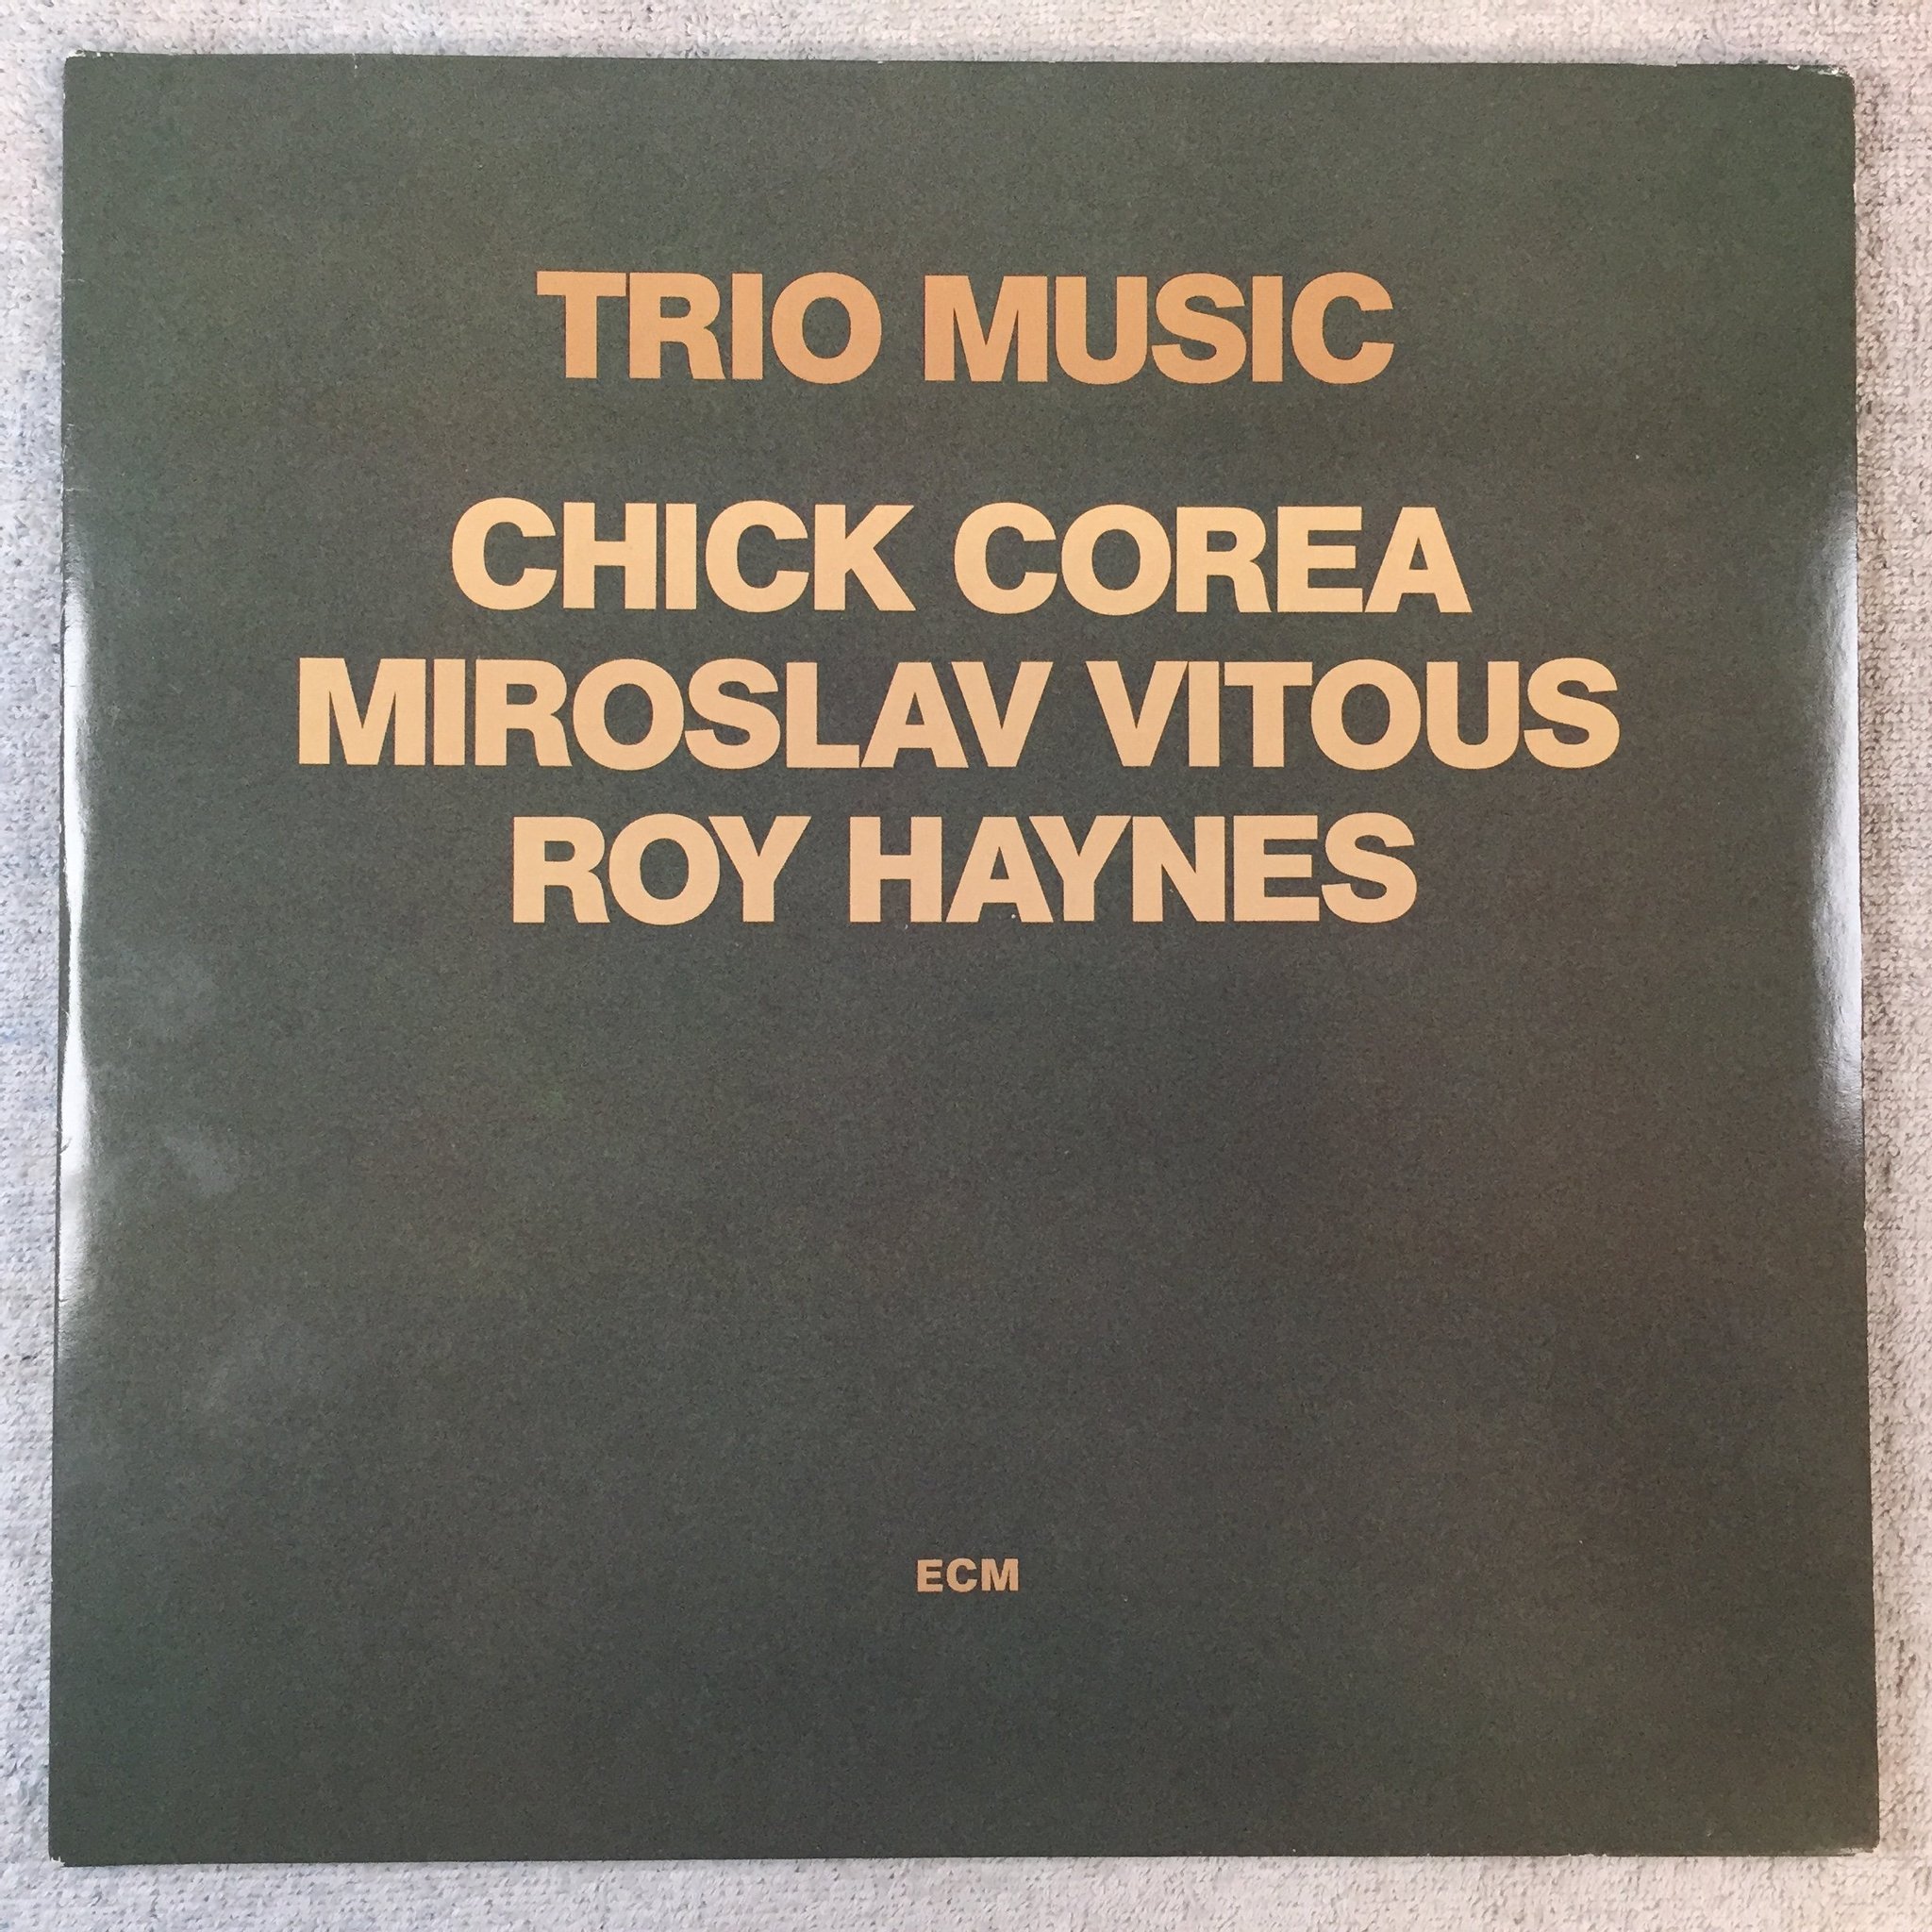 TRIO MUSIC
CHICK COREA
MIROSLAV VITOUS
ROY HAYNES
ECM